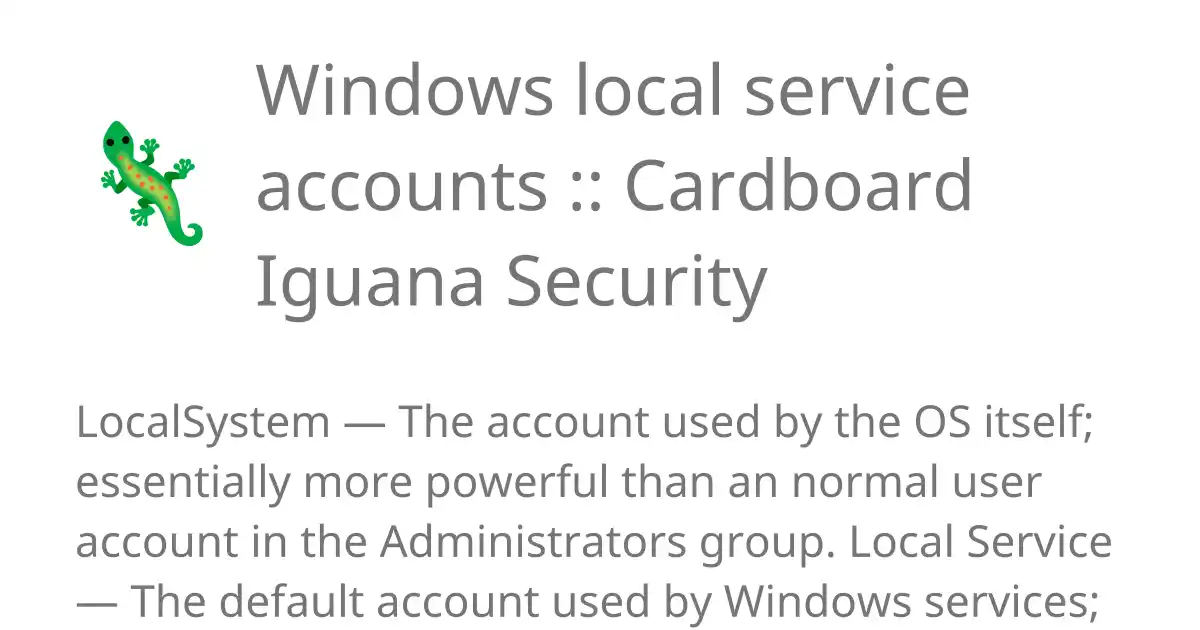 Windows local service
accounts :: Cardboard
Iguana Security
LocalSystem — The account used by the OS itself;
essentially more powerful than an normal user
account in the Administrators group. Local Service
— The default account used by Windows services;